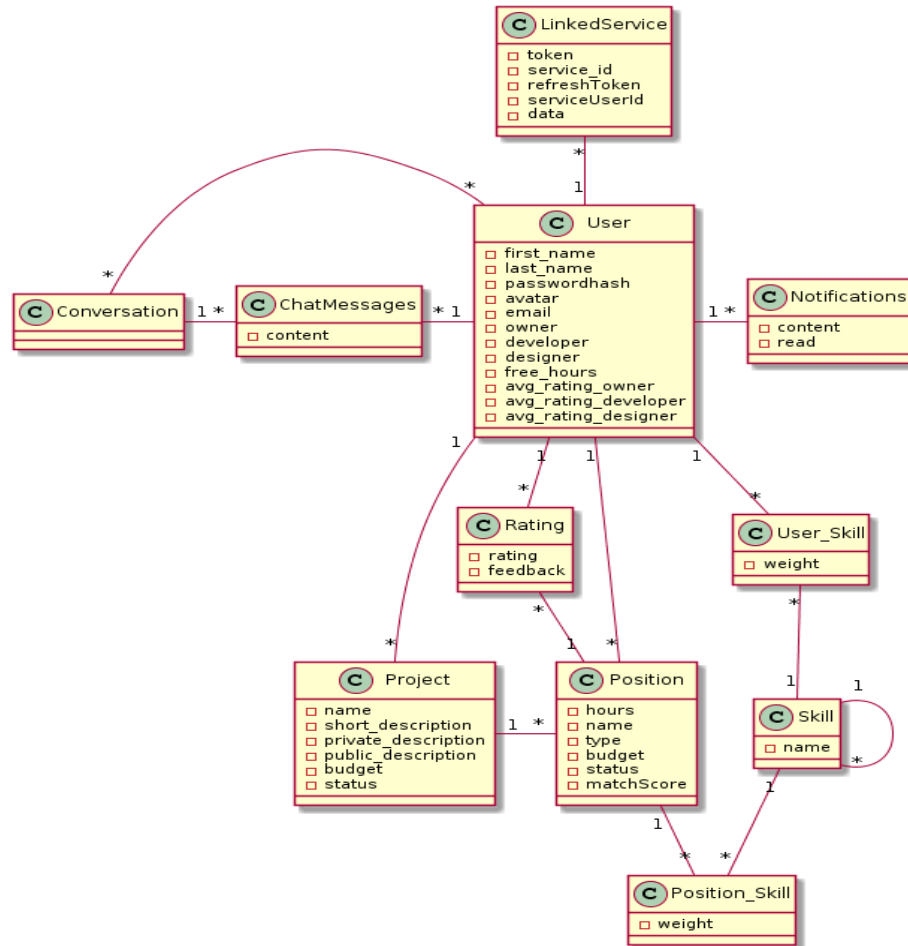 C LinkedService
token
service_id
refreshToken
serviceUserId
data
*
1
*
*
C User
first_name
last_name
passwordhash
avatar
email
owner
developer
designer
free_hours
avg_rating_owner
avg_rating_developer
avg_rating_designer
C Conversation
1 *
C ChatMessages
content
* 1
1 *
C Notifications
content
read
1
1
1
1
*
*
*
*
C Rating
rating
feedback
C User_Skill
weight
*
1
*
1
C Project
name
short_description
private_description
public_description
budget
status
1 *
C Position
hours
name
type
budget
status
matchScore
C Skill
name
1
*
1
*
1
*
C Position_Skill
weight